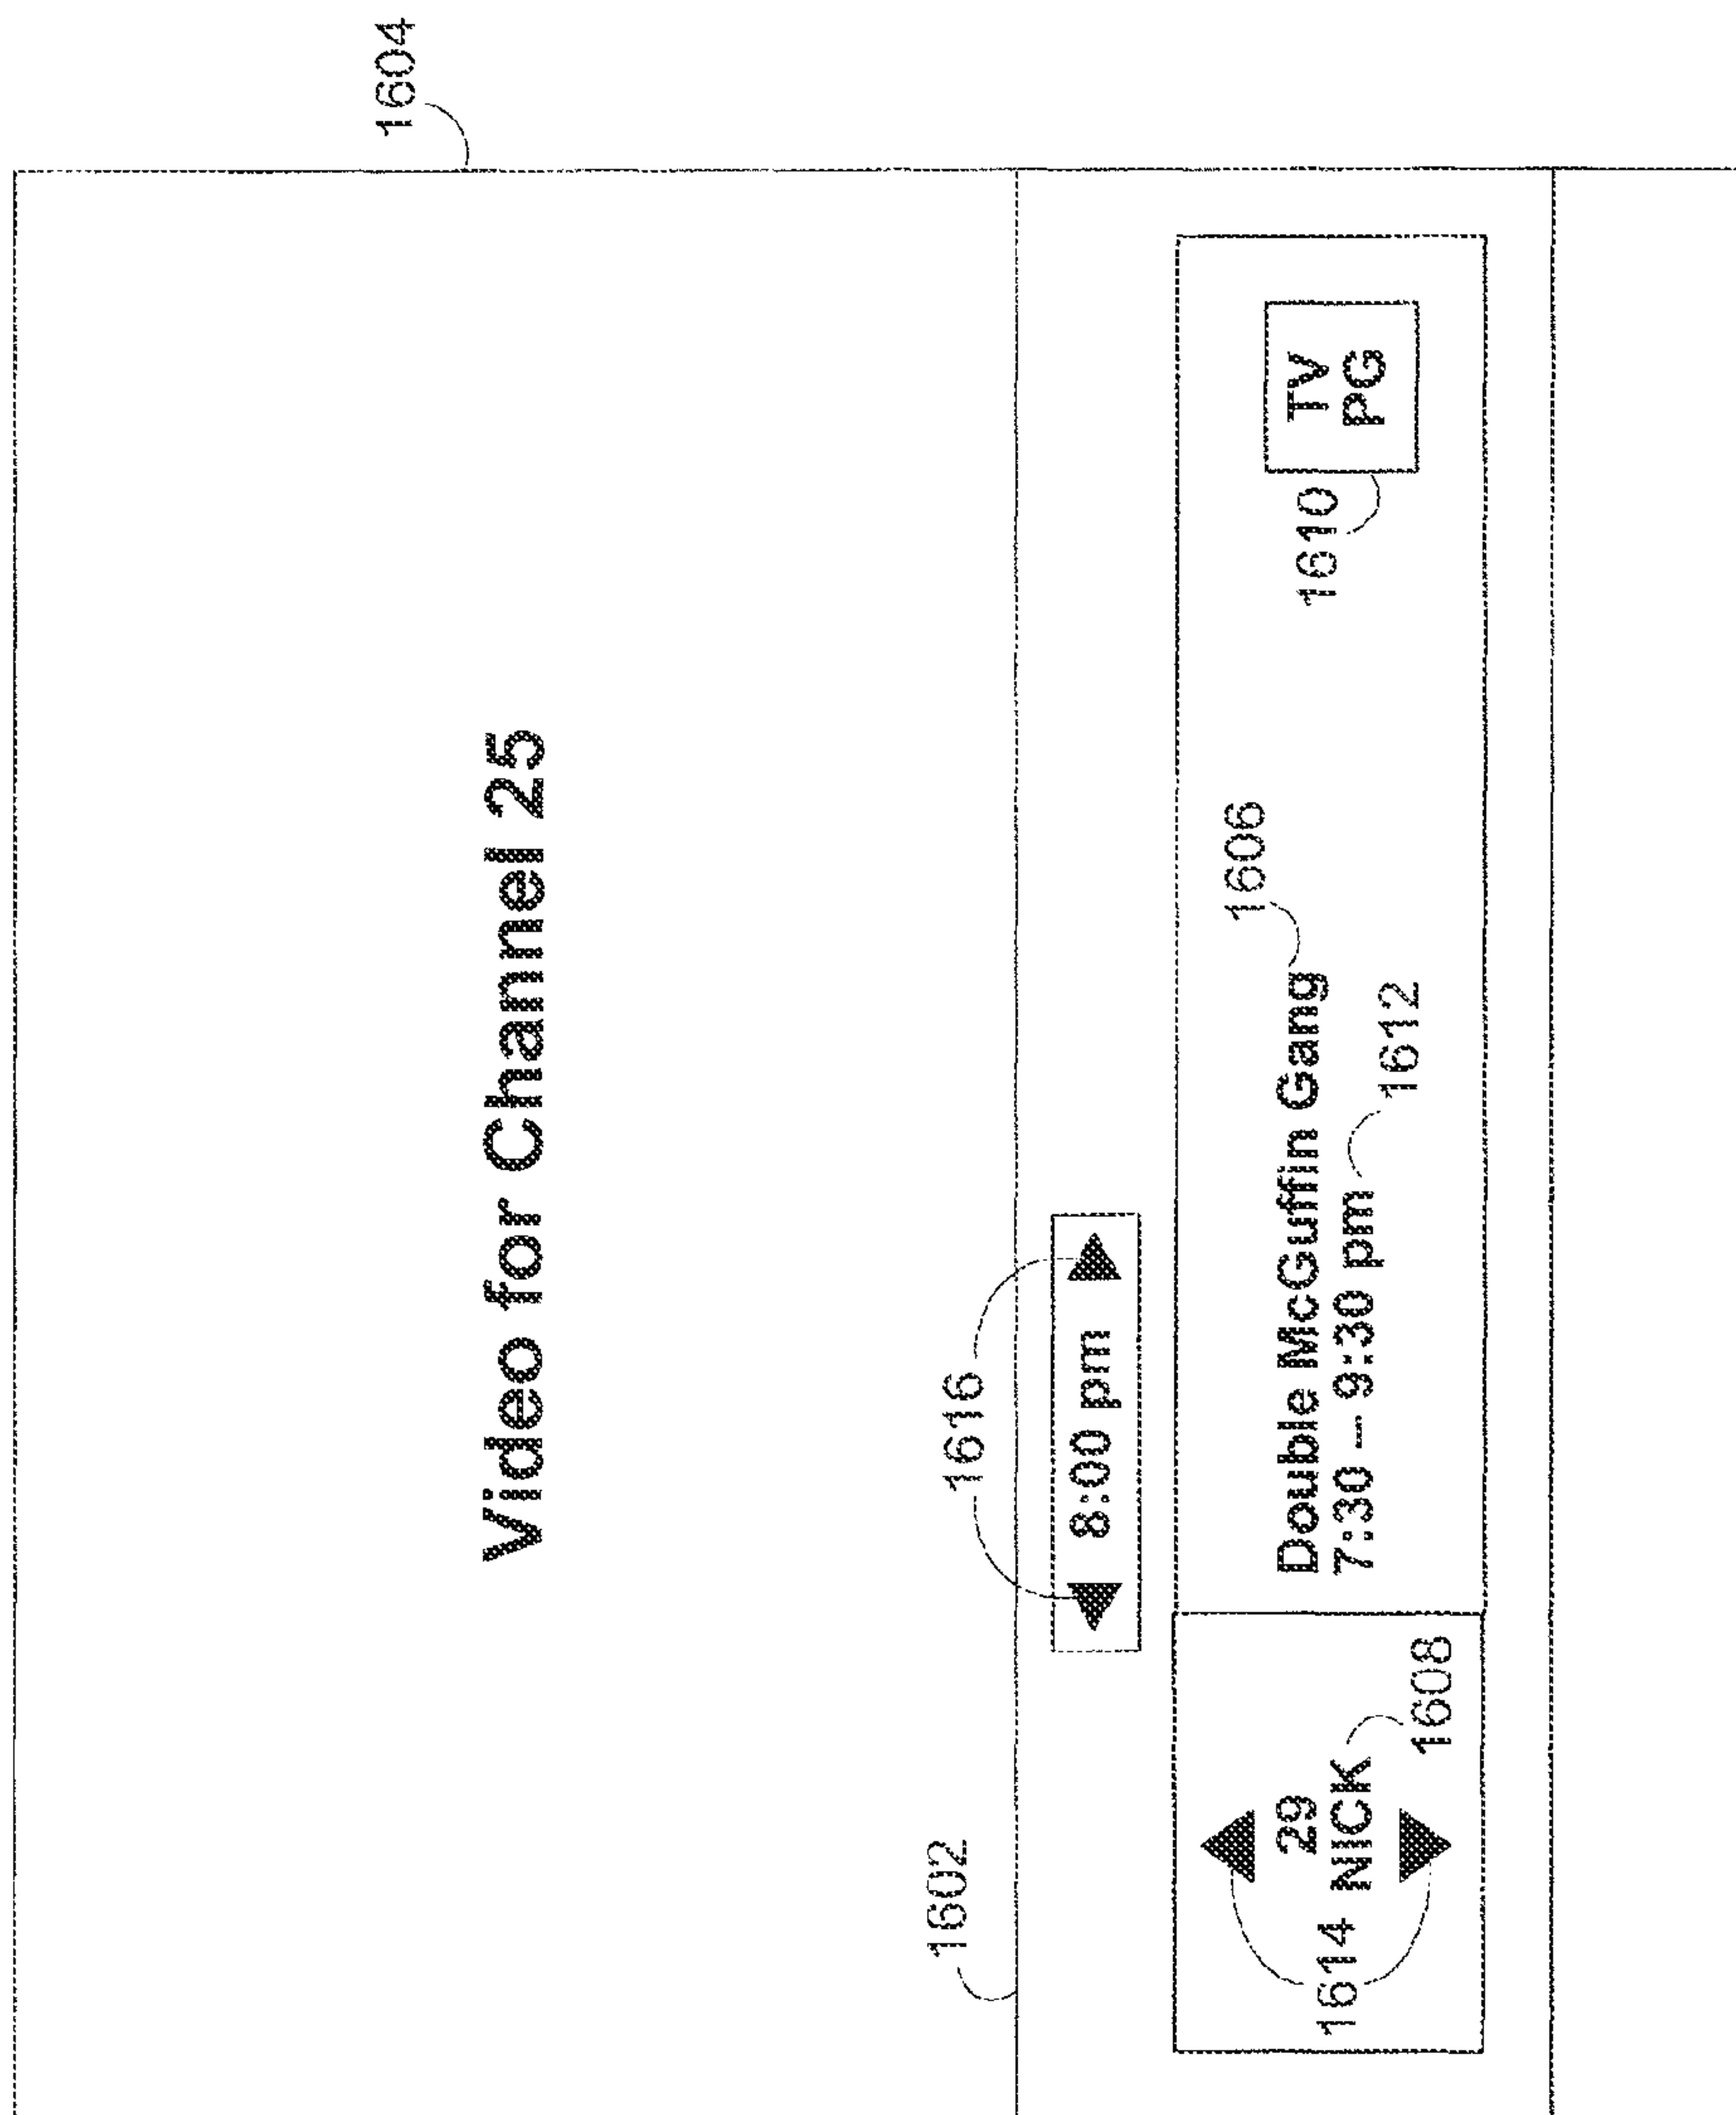 1604
Video for Channel 25
1602
1616
8:00 pm
1606
1614
29
NICK
1608
Double McGuffin Gang
7:30 – 9:30 pm
1612
1610
TV
PG